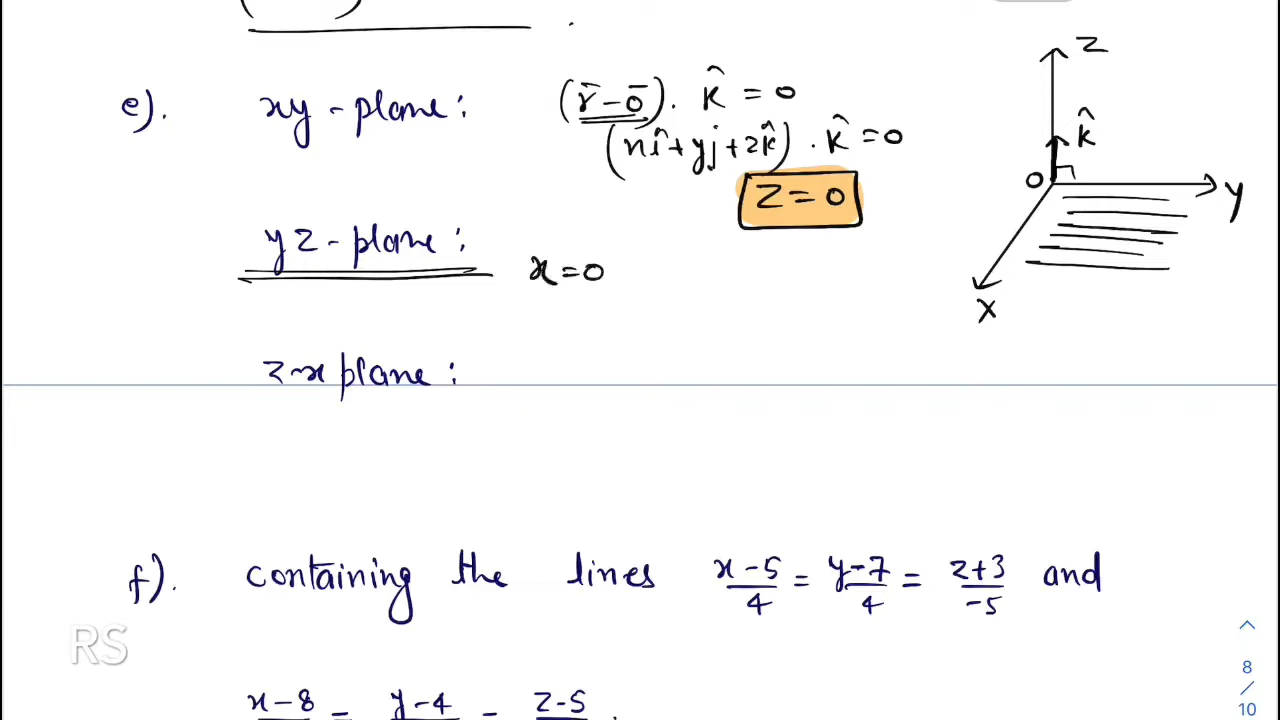 e). xy - plane: (r̄ - ō). k̂ = 0
(xî + yĵ + zk̂) . k̂ = 0
z = 0
yz - plane:
x = 0
z-x plane:
z
k̂
O
y
x
f). containing the lines x-5/4 = y-7/4 = z+3/-5 and
x-8 = y-4 = z-5
RS
8
/
10